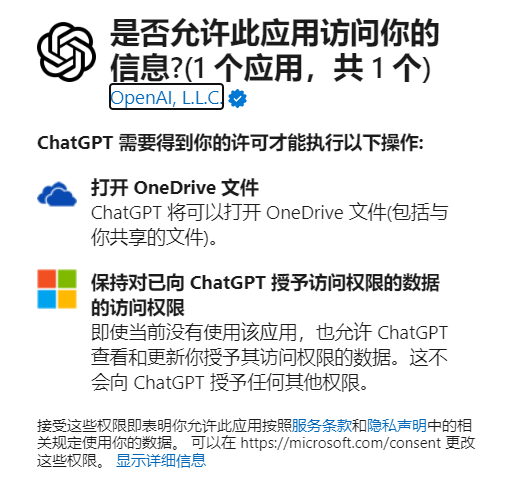 是否允许此应用访问你的
信息?(1 个应用，共 1 个)
OpenAI, L.L.C.
ChatGPT 需要得到你的许可才能执行以下操作:
打开 OneDrive 文件
ChatGPT 将可以打开 OneDrive 文件(包括与
你共享的文件)。
保持对已向 ChatGPT 授予访问权限的数据
的访问权限
即使当前没有使用该应用，也允许 ChatGPT
查看和更新你授予其访问权限的数据。这不
会向 ChatGPT 授予任何其他权限。
接受这些权限即表明你允许此应用按照服务条款和隐私声明中的相
关规定使用你的数据。 可以在 https://microsoft.com/consent 更改
这些权限。 显示详细信息